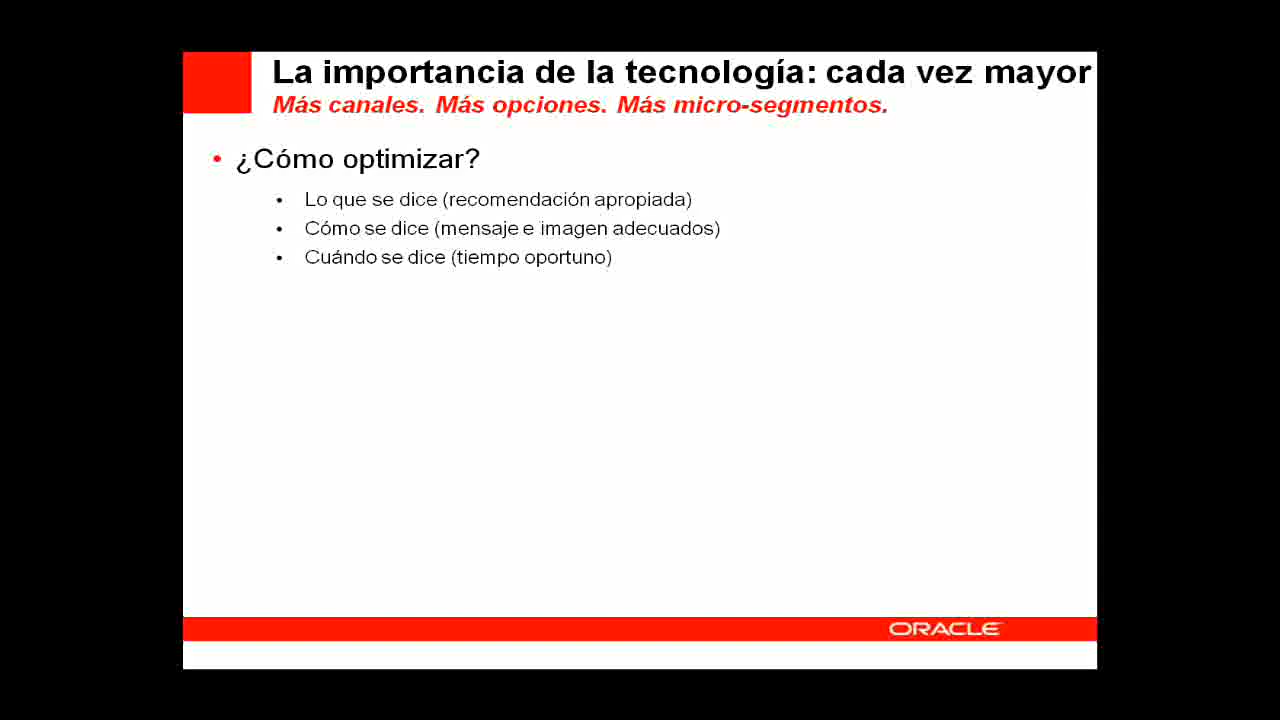 La importancia de la tecnología: cada vez mayor
Más canales. Más opciones. Más micro-segmentos.
• ¿Cómo optimizar?
• Lo que se dice (recomendación apropiada)
• Cómo se dice (mensaje e imagen adecuados)
• Cuándo se dice (tiempo oportuno)
ORACLE